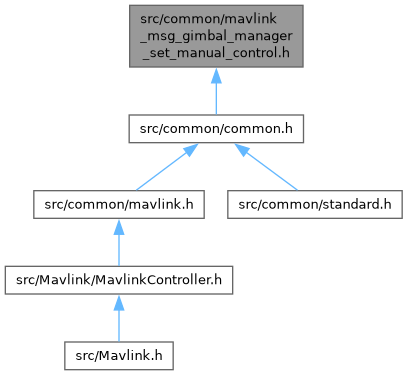 src/common/mavlink
_msg_gimbal_manager
_set_manual_control.h
src/common/common.h
src/common/mavlink.h
src/common/standard.h
src/Mavlink/MavlinkController.h
src/Mavlink.h